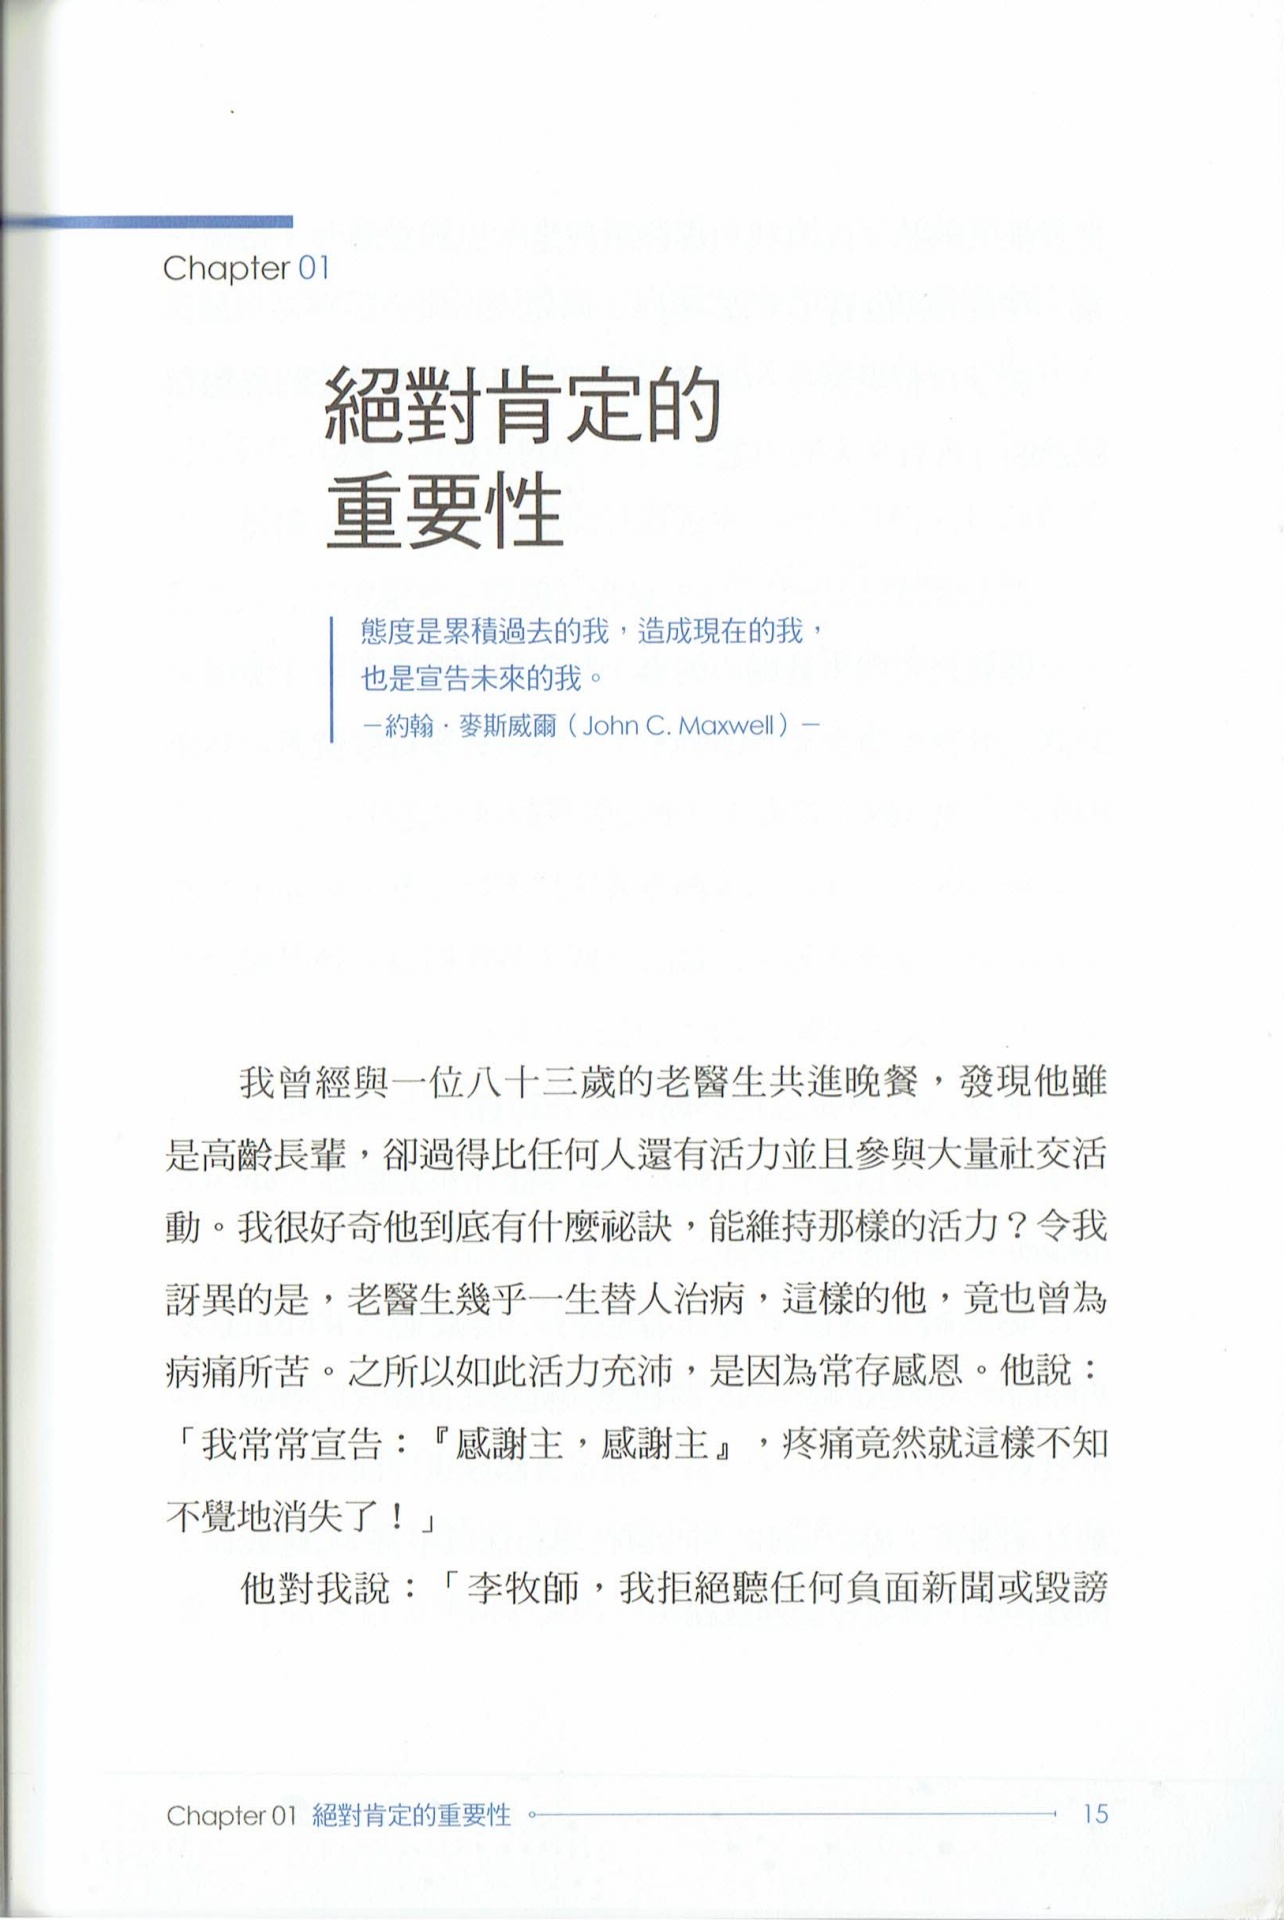 Chapter 01
絕對肯定的
重要性
態度是累積過去的我，造成現在的我，
也是宣告未來的我。
－約翰．麥斯威爾（John C. Maxwell）－
我曾經與一位八十三歲的老醫生共進晚餐，發現他雖
是高齡長輩，卻過得比任何人還有活力並且參與大量社交活
動。我很好奇他到底有什麼祕訣，能維持那樣的活力？令我
訝異的是，老醫生幾乎一生替人治病，這樣的他，竟也曾為
病痛所苦。之所以如此活力充沛，是因為常存感恩。他說：
「我常常宣告：『感謝主，感謝主』，疼痛竟然就這樣不知
不覺地消失了！」
他對我說：「李牧師，我拒絕聽任何負面新聞或毀謗
Chapter 01 絕對肯定的重要性 15